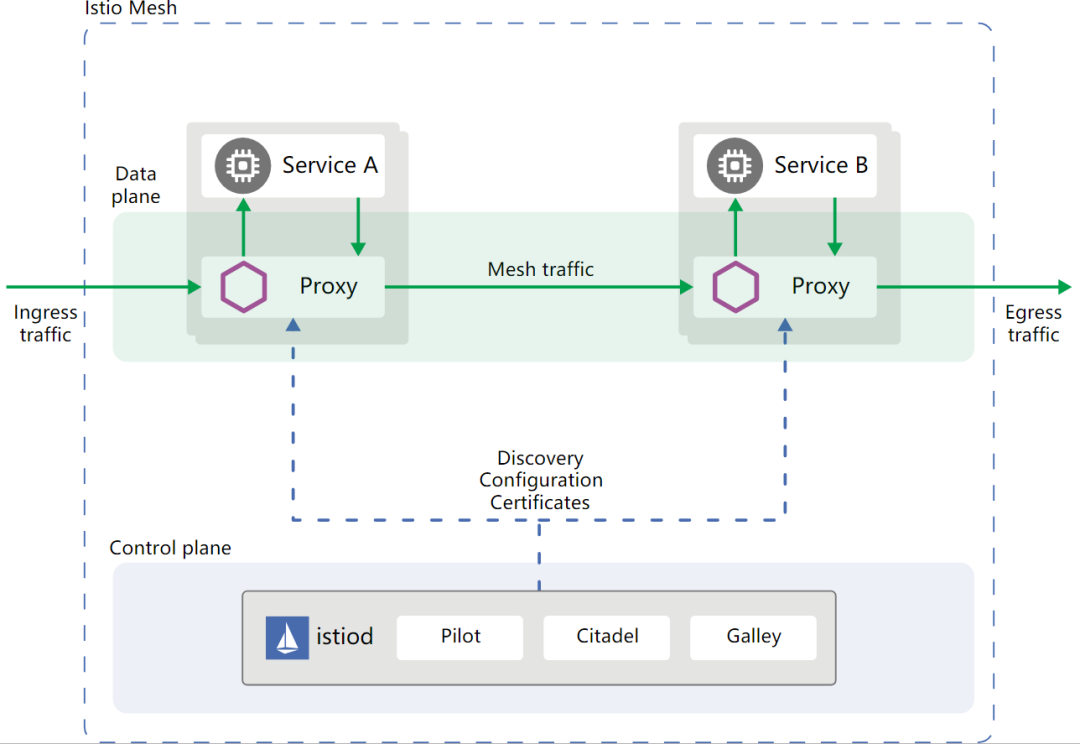 Istio Mesh
Service A
Service B
Data
plane
Proxy
Mesh traffic
Proxy
Ingress
traffic
Egress
traffic
Discovery
Configuration
Certificates
Control plane
istiod
Pilot
Citadel
Galley